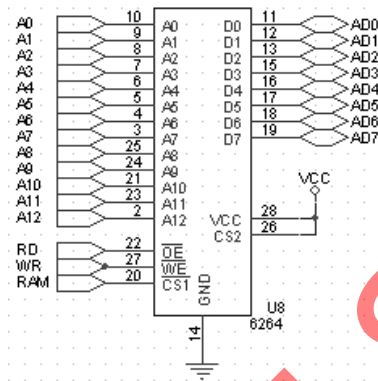 A0 10 A0 D0 11 AD0
A1 9 A1 D1 12 AD1
A2 8 A2 D2 13 AD2
A3 7 A3 D3 15 AD3
A4 6 A4 D4 16 AD4
A5 5 A5 D5 17 AD5
A6 4 A6 D6 18 AD6
A7 3 A7 D7 19 AD7
A8 25 A8
A9 24 A9
A10 21 A10 VCC
A11 23 A11
A12 2 A12 VCC 28
CS2 26
RD 22 OE
WR 27 WE
RAM 20 CS1
GND
U8
14 6264